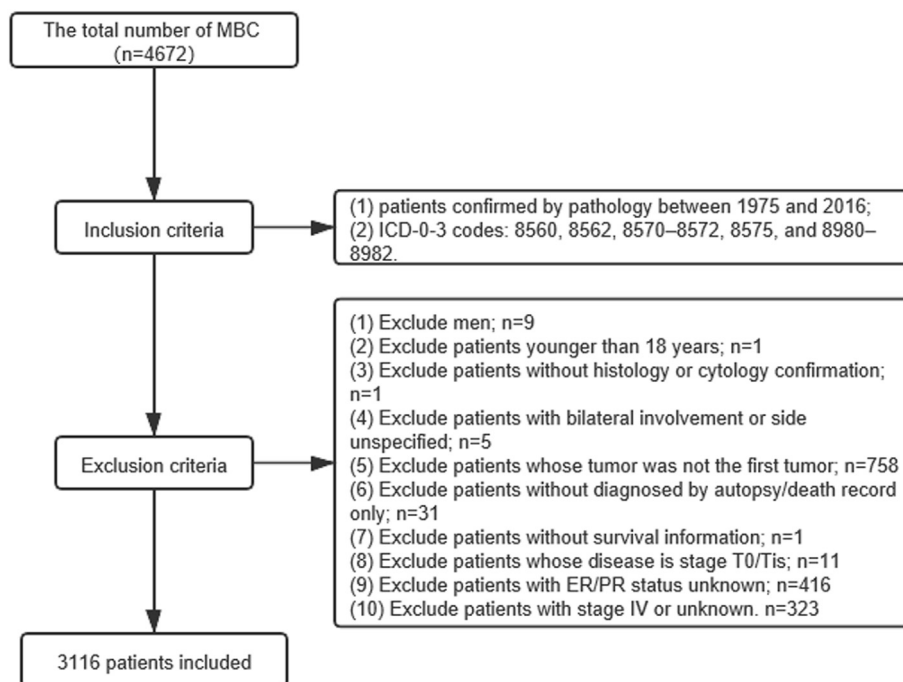 The total number of MBC
(n=4672)
Inclusion criteria
(1) patients confirmed by pathology between 1975 and 2016;
(2) ICD-0-3 codes: 8560, 8562, 8570–8572, 8575, and 8980–
8982.
Exclusion criteria
(1) Exclude men; n=9
(2) Exclude patients younger than 18 years; n=1
(3) Exclude patients without histology or cytology confirmation;
n=1
(4) Exclude patients with bilateral involvement or side
unspecified; n=5
(5) Exclude patients whose tumor was not the first tumor; n=758
(6) Exclude patients without diagnosed by autopsy/death record
only; n=31
(7) Exclude patients without survival information; n=1
(8) Exclude patients whose disease is stage T0/Tis; n=11
(9) Exclude patients with ER/PR status unknown; n=416
(10) Exclude patients with stage IV or unknown. n=323
3116 patients included